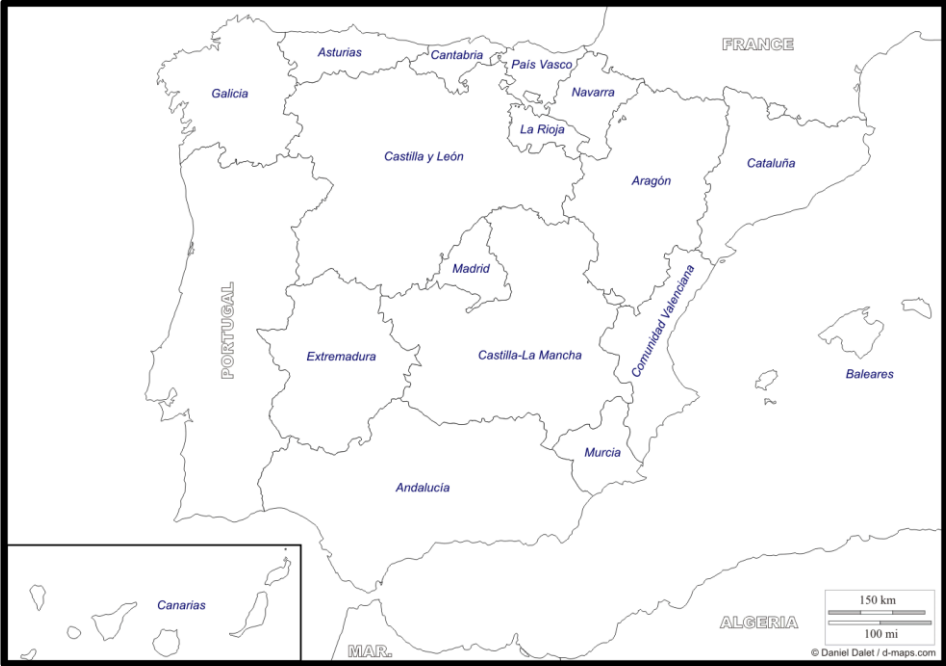 FRANCE
Asturias
Cantabria
País Vasco
Galicia
Navarra
La Rioja
Castilla y León
Cataluña
Aragón
Madrid
Comunidad Valenciana
PORTUGAL
Extremadura
Castilla-La Mancha
Baleares
Murcia
Andalucía
Canarias
150 km
100 mi
ALGERIA
MAR.
© Daniel Dalet / d-maps.com